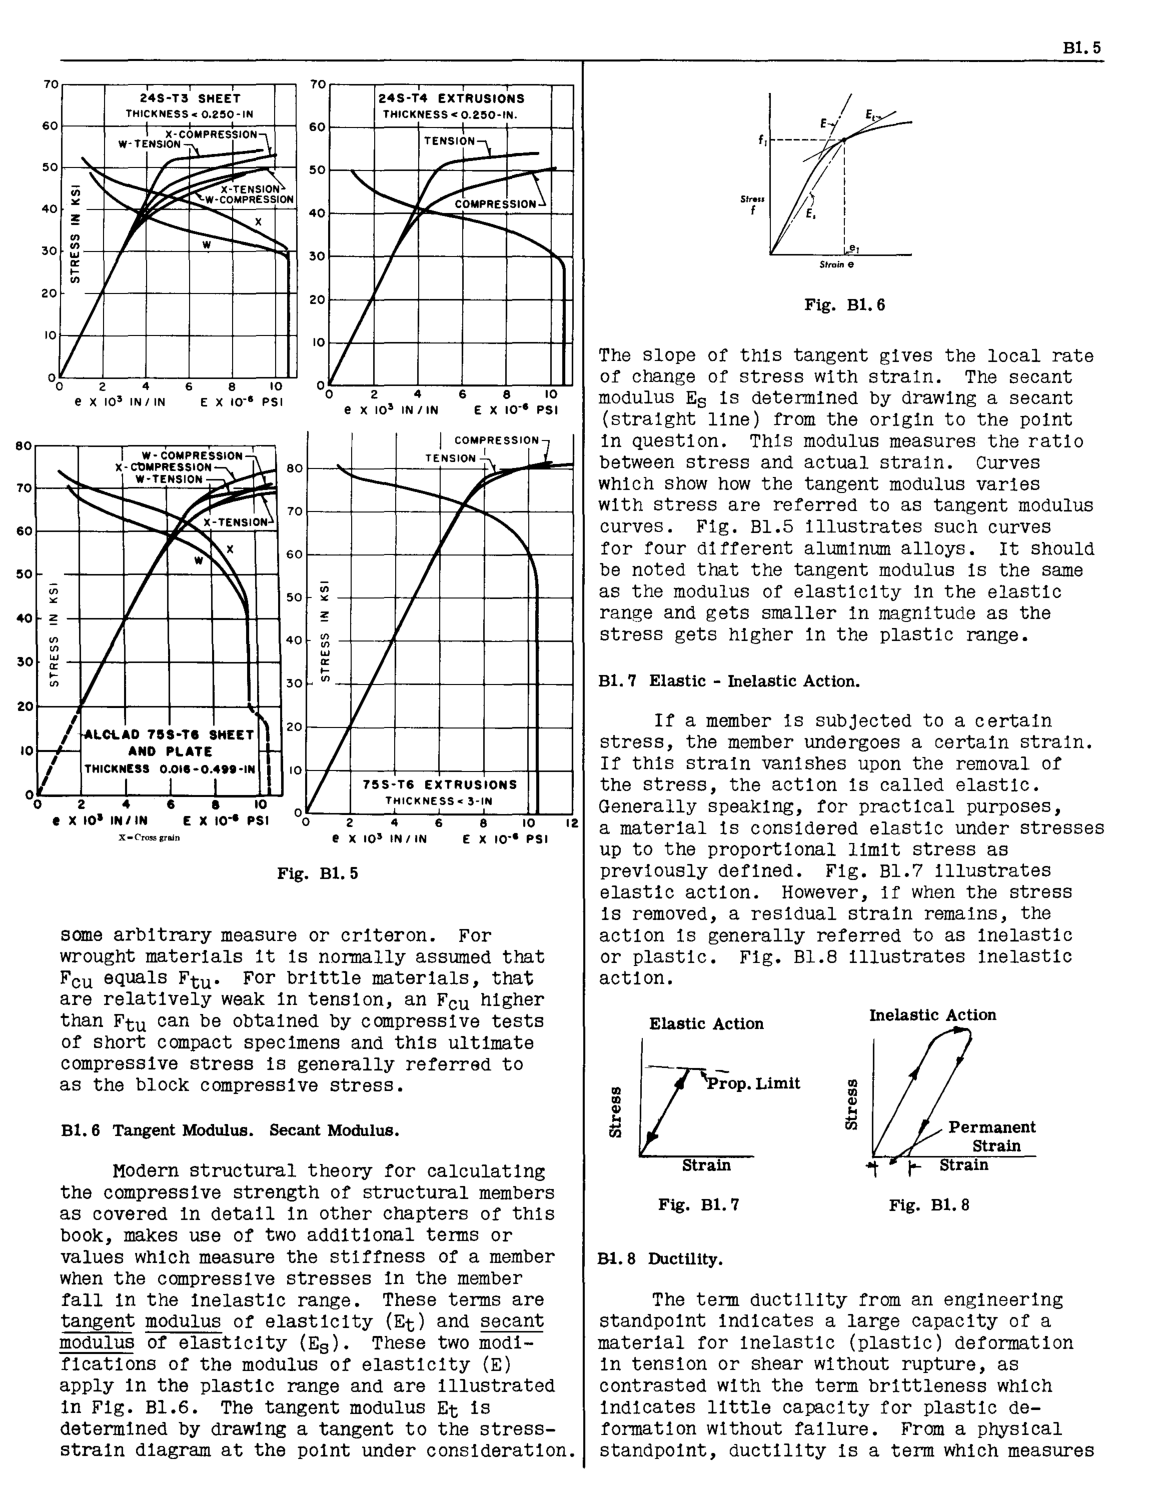 B1.5
70
24S-T3 SHEET
THICKNESS < 0.250-IN
60
X-COMPRESSION
W-TENSION
50
X-TENSION
W-COMPRESSION
40
X
W
30
20
10
0
STRESS IN KSI
0 2 4 6 8 10
e X 10³ IN/IN E X 10⁻⁶ PSI
70
24S-T4 EXTRUSIONS
THICKNESS < 0.250-IN.
60
TENSION
50
COMPRESSION
40
30
20
10
0
0 2 4 6 8 10
e X 10³ IN/IN E X 10⁻⁶ PSI
80
W-COMPRESSION
X-COMPRESSION
W-TENSION
70
X-TENSION
60
X
W
50
40
30
20
10
0
STRESS IN KSI
ALCLAD 75S-T6 SHEET
AND PLATE
THICKNESS 0.016-0.499-IN
0 2 4 6 8 10
e X 10³ IN/IN E X 10⁻⁶ PSI
X=Cross grain
COMPRESSION
TENSION
80
70
60
50
40
30
20
10
0
STRESS IN KSI
75S-T6 EXTRUSIONS
THICKNESS < 3-IN
0 2 4 6 8 10 12
e X 10³ IN/IN E X 10⁻⁶ PSI
Fig. B1.5
some arbitrary measure or criteron. For
wrought materials it is normally assumed that
Fcu equals Ftu. For brittle materials, that
are relatively weak in tension, an Fcu higher
than Ftu can be obtained by compressive tests
of short compact specimens and this ultimate
compressive stress is generally referred to
as the block compressive stress.
B1.6 Tangent Modulus. Secant Modulus.
Modern structural theory for calculating
the compressive strength of structural members
as covered in detail in other chapters of this
book, makes use of two additional terms or
values which measure the stiffness of a member
when the compressive stresses in the member
fall in the inelastic range. These terms are
tangent modulus of elasticity (Et) and secant
modulus of elasticity (Es). These two modi-
fications of the modulus of elasticity (E)
apply in the plastic range and are illustrated
in Fig. B1.6. The tangent modulus Et is
determined by drawing a tangent to the stress-
strain diagram at the point under consideration.
E
Et
f1
Stress
f
Es
e1
Strain e
Fig. B1.6
The slope of this tangent gives the local rate
of change of stress with strain. The secant
modulus Es is determined by drawing a secant
(straight line) from the origin to the point
in question. This modulus measures the ratio
between stress and actual strain. Curves
which show how the tangent modulus varies
with stress are referred to as tangent modulus
curves. Fig. B1.5 illustrates such curves
for four different aluminum alloys. It should
be noted that the tangent modulus is the same
as the modulus of elasticity in the elastic
range and gets smaller in magnitude as the
stress gets higher in the plastic range.
B1.7 Elastic - Inelastic Action.
If a member is subjected to a certain
stress, the member undergoes a certain strain.
If this strain vanishes upon the removal of
the stress, the action is called elastic.
Generally speaking, for practical purposes,
a material is considered elastic under stresses
up to the proportional limit stress as
previously defined. Fig. B1.7 illustrates
elastic action. However, if when the stress
is removed, a residual strain remains, the
action is generally referred to as inelastic
or plastic. Fig. B1.8 illustrates inelastic
action.
Elastic Action
Prop. Limit
Stress
Strain
Fig. B1.7
Inelastic Action
Stress
Permanent
Strain
Strain
Fig. B1.8
B1.8 Ductility.
The term ductility from an engineering
standpoint indicates a large capacity of a
material for inelastic (plastic) deformation
in tension or shear without rupture, as
contrasted with the term brittleness which
indicates little capacity for plastic de-
formation without failure. From a physical
standpoint, ductility is a term which measures